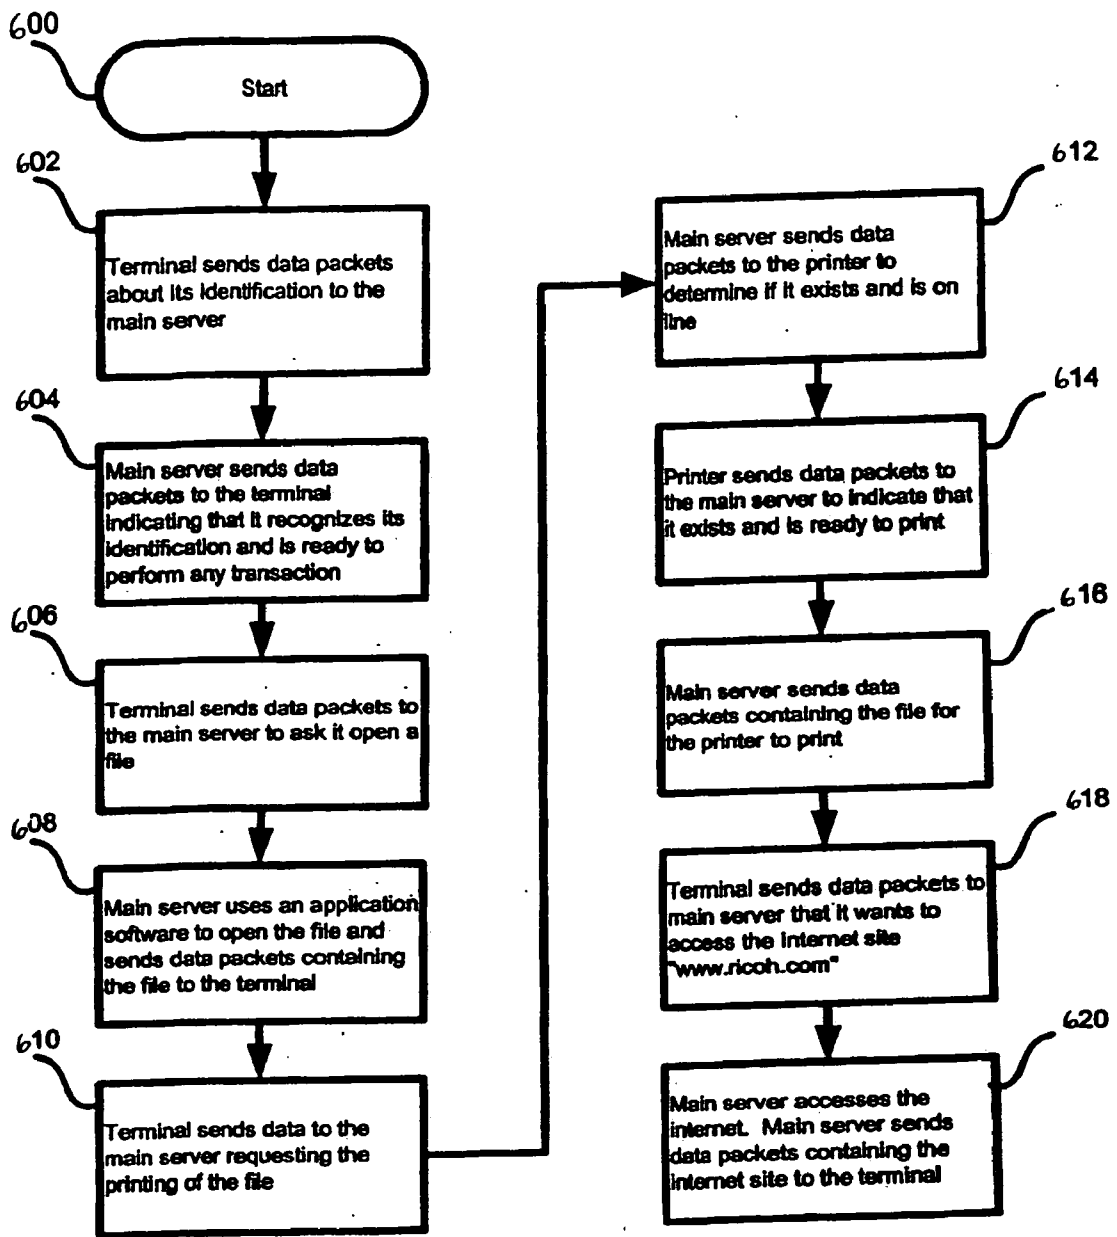 600
Start
602
Terminal sends data packets
about its identification to the
main server
604
Main server sends data
packets to the terminal
indicating that it recognizes its
identification and is ready to
perform any transaction
606
Terminal sends data packets to
the main server to ask it open a
file
608
Main server uses an application
software to open the file and
sends data packets containing
the file to the terminal
610
Terminal sends data to the
main server requesting the
printing of the file
612
Main server sends data
packets to the printer to
determine if it exists and is on
line
614
Printer sends data packets to
the main server to indicate that
it exists and is ready to print
616
Main server sends data
packets containing the file for
the printer to print
618
Terminal sends data packets to
main server that it wants to
access the internet site
"www.ricoh.com"
620
Main server accesses the
internet. Main server sends
data packets containing the
internet site to the terminal